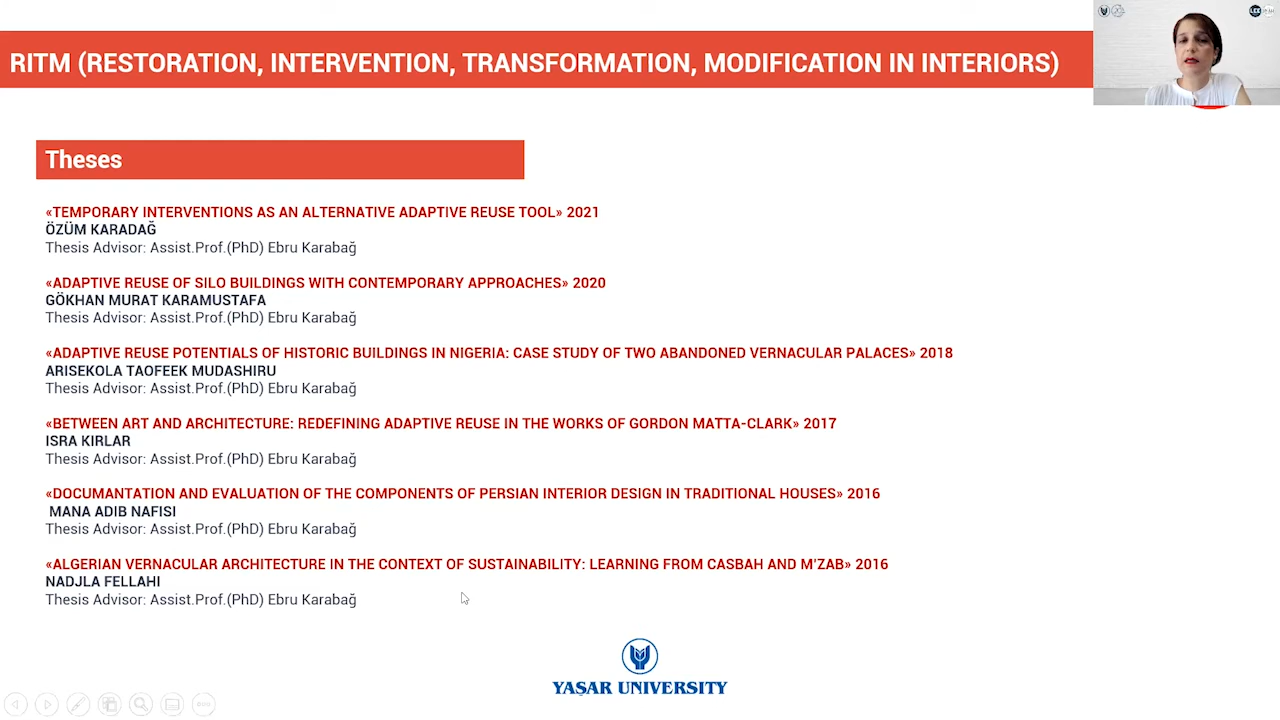 RITM (RESTORATION, INTERVENTION, TRANSFORMATION, MODIFICATION IN INTERIORS)
Theses
«TEMPORARY INTERVENTIONS AS AN ALTERNATIVE ADAPTIVE REUSE TOOL» 2021
ÖZÜM KARADAĞ
Thesis Advisor: Assist.Prof.(PhD) Ebru Karabağ
«ADAPTIVE REUSE OF SILO BUILDINGS WITH CONTEMPORARY APPROACHES» 2020
GÖKHAN MURAT KARAMUSTAFA
Thesis Advisor: Assist.Prof.(PhD) Ebru Karabağ
«ADAPTIVE REUSE POTENTIALS OF HISTORIC BUILDINGS IN NIGERIA: CASE STUDY OF TWO ABANDONED VERNACULAR PALACES» 2018
ARISEKOLA TAOFEEK MUDASHIRU
Thesis Advisor: Assist.Prof.(PhD) Ebru Karabağ
«BETWEEN ART AND ARCHITECTURE: REDEFINING ADAPTIVE REUSE IN THE WORKS OF GORDON MATTA-CLARK» 2017
ISRA KIRLAR
Thesis Advisor: Assist.Prof.(PhD) Ebru Karabağ
«DOCUMANTATION AND EVALUATION OF THE COMPONENTS OF PERSIAN INTERIOR DESIGN IN TRADITIONAL HOUSES» 2016
MANA ADIB NAFISI
Thesis Advisor: Assist.Prof.(PhD) Ebru Karabağ
«ALGERIAN VERNACULAR ARCHITECTURE IN THE CONTEXT OF SUSTAINABILITY: LEARNING FROM CASBAH AND M'ZAB» 2016
NADJLA FELLAHI
Thesis Advisor: Assist.Prof.(PhD) Ebru Karabağ
YAŞAR UNIVERSITY